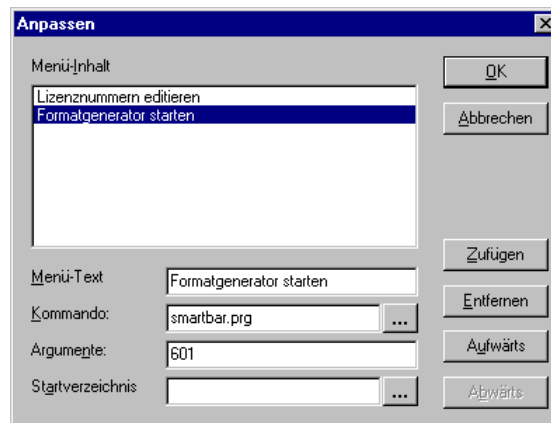 Anpassen
Menü-Inhalt
Lizenznummern editieren
Formatgenerator starten
OK
Abbrechen
Zufügen
Entfernen
Aufwärts
Abwärts
Menü-Text
Formatgenerator starten
Kommando:
smartbar.prg
...
Argumente:
601
Startverzeichnis
...